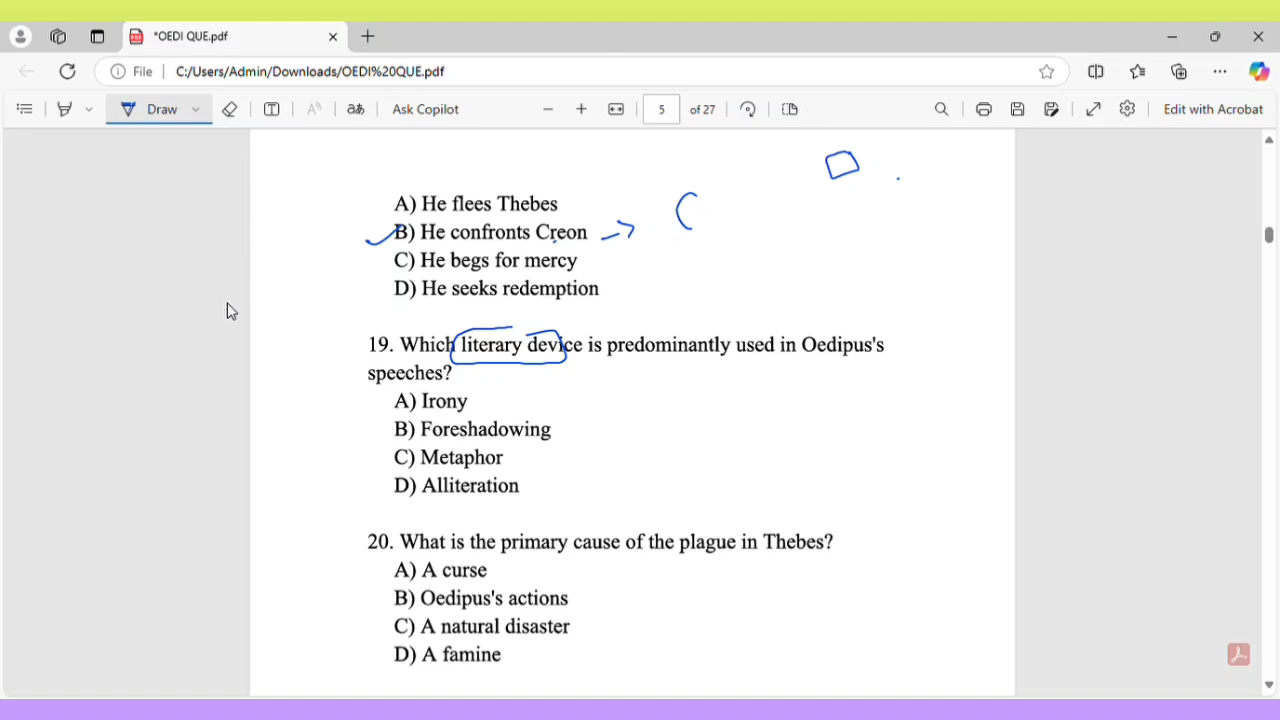 *OEDI QUE.pdf
File C:/Users/Admin/Downloads/OEDI%20QUE.pdf
Draw aあ Ask Copilot 5 of 27 Edit with Acrobat
A) He flees Thebes
B) He confronts Creon
C) He begs for mercy
D) He seeks redemption
19. Which literary device is predominantly used in Oedipus's
speeches?
A) Irony
B) Foreshadowing
C) Metaphor
D) Alliteration
20. What is the primary cause of the plague in Thebes?
A) A curse
B) Oedipus's actions
C) A natural disaster
D) A famine